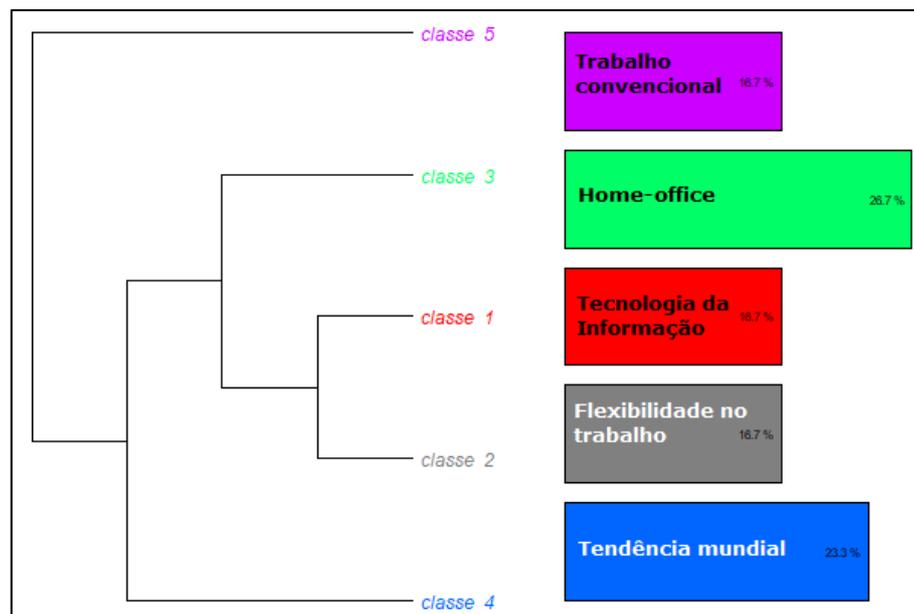 classe 5
Trabalho
convencional
16.7 %
classe 3
Home-office
26.7 %
classe 1
Tecnologia da
Informação
16.7 %
classe 2
Flexibilidade no
trabalho
16.7 %
classe 4
Tendência mundial
23.3 %